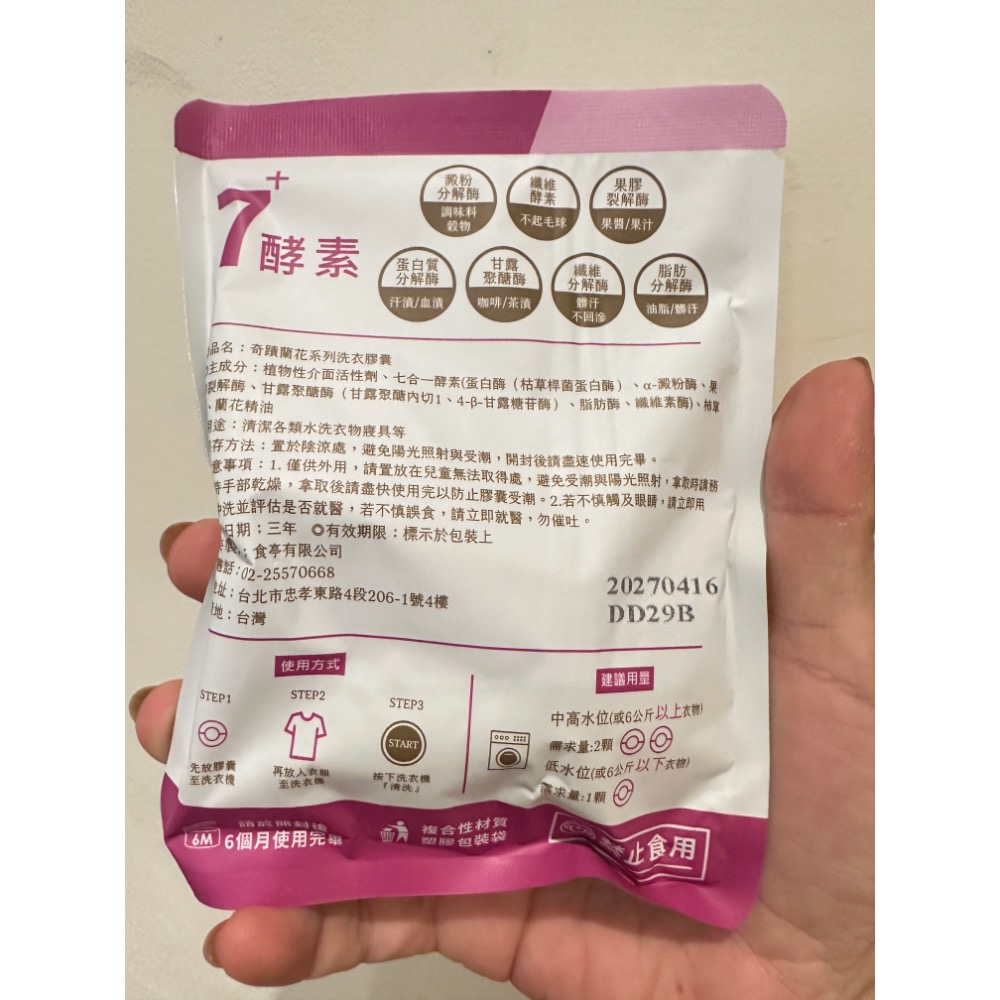 7+
酵素
澱粉
分解酶
調味料
穀物
纖維
酵素
不起毛球
果膠
裂解酶
果醬/果汁
蛋白質
分解酶
汗漬/血漬
甘露
聚醣酶
咖啡/茶漬
纖維
分解酶
髒汙
不回滲
脂肪
分解酶
油脂/髒汙
品名：奇蹟蘭花系列洗衣膠囊
主成分：植物性介面活性劑、七合一酵素(蛋白酶（枯草桿菌蛋白酶）、α-澱粉酶、果
裂解酶、甘露聚醣酶（甘露聚醣內切1、4-β-甘露糖苷酶）、脂肪酶、纖維素酶)、檸
、蘭花精油
途：清潔各類水洗衣物寢具等
存方法：置於陰涼處，避免陽光照射與受潮，開封後請盡速使用完畢。
意事項：1. 僅供外用，請置放在兒童無法取得處，避免受潮與陽光照射，拿取時請務
持手部乾燥，拿取後請盡快使用完以防止膠囊受潮。2.若不慎觸及眼睛，請立即用
洗並評估是否就醫，若不慎誤食，請立即就醫，勿催吐。
日期：三年 ◎有效期限：標示於包裝上
：食亭有限公司
電話：02-25570668
址：台北市忠孝東路4段206-1號4樓
地：台灣
20270416
DD29B
使用方式
STEP1
先放膠囊
至洗衣機
STEP2
再放入衣服
至洗衣機
STEP3
START
按下洗衣機
『清洗』
建議用量
中高水位(或6公斤以上衣物)
需求量:2顆
低水位(或6公斤以下衣物)
需求量:1顆
6M
請於開封後
6個月使用完畢
複合性材質
塑膠包裝袋
禁止食用